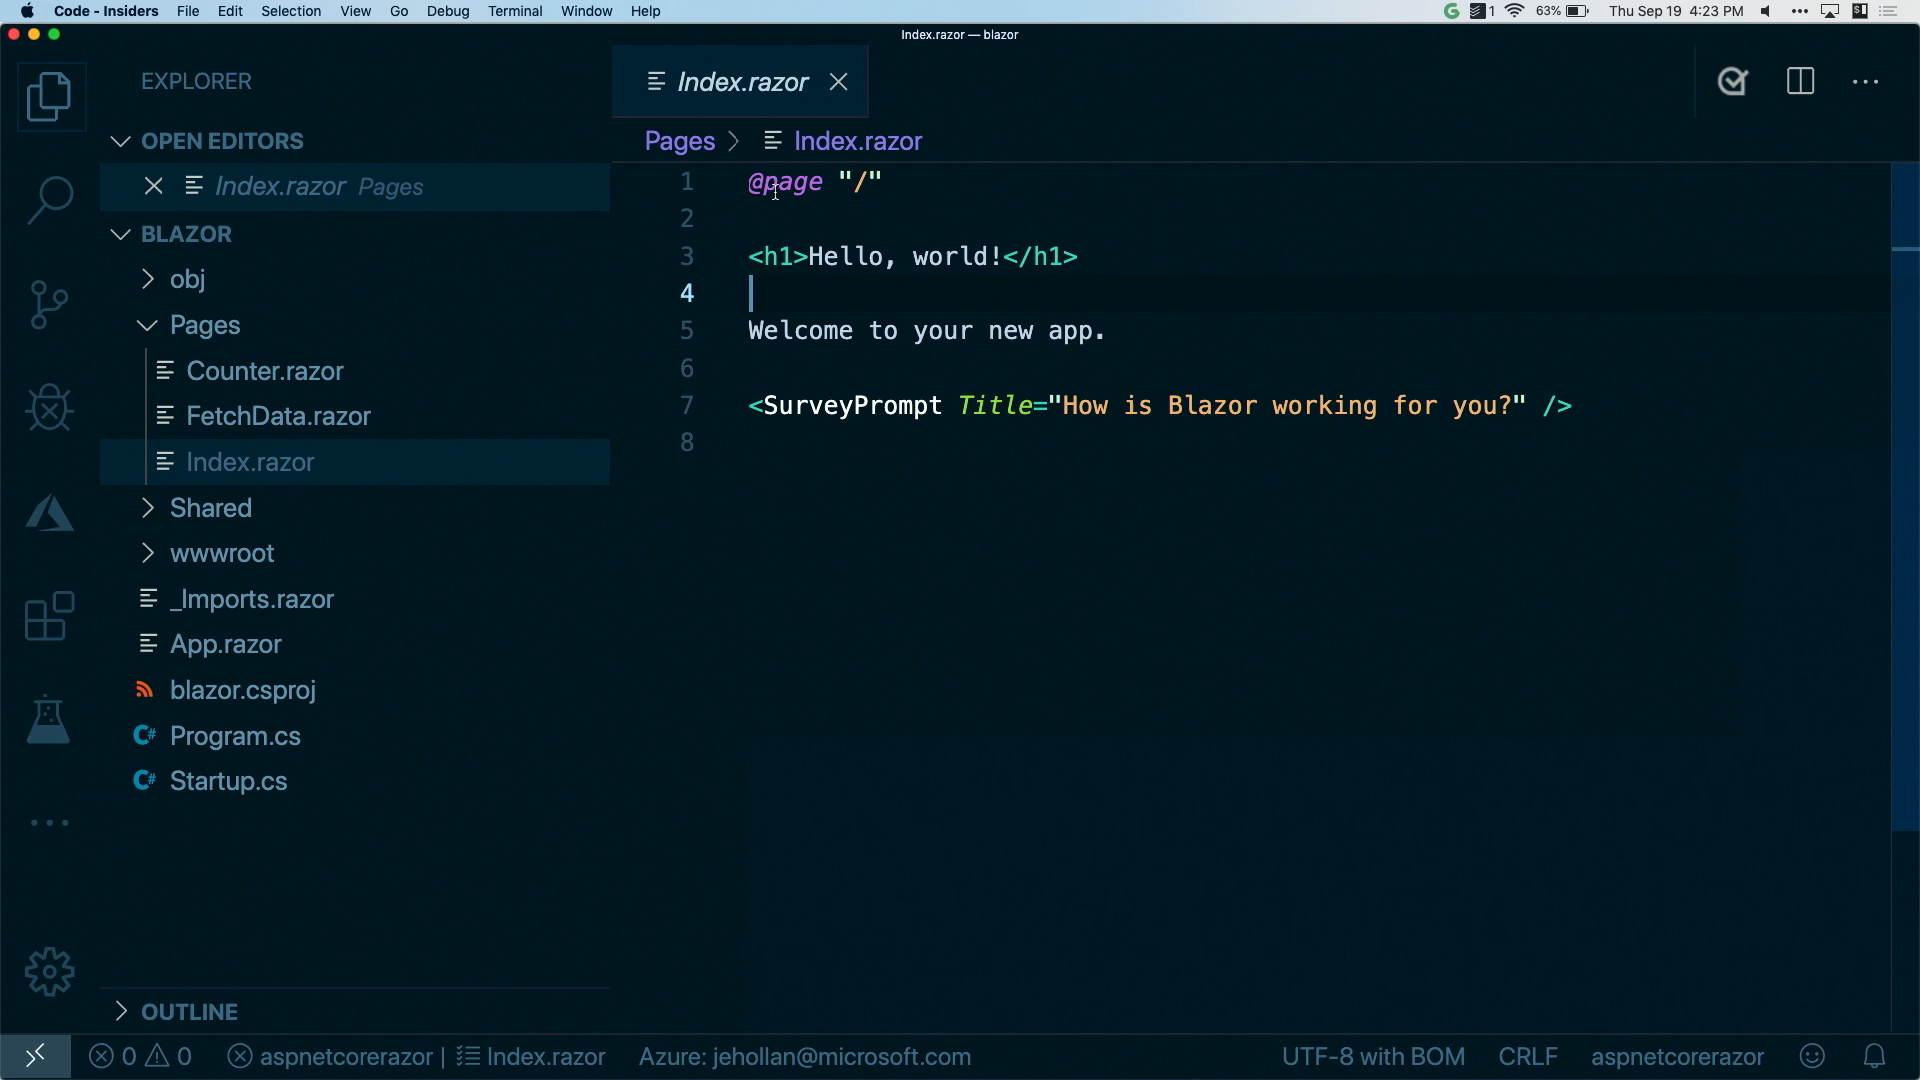 Code - Insiders File Edit Selection View Go Debug Terminal Window Help 1 63% Thu Sep 19 4:23 PM
Index.razor — blazor
EXPLORER
OPEN EDITORS
Index.razor Pages
BLAZOR
obj
Pages
Counter.razor
FetchData.razor
Index.razor
Shared
wwwroot
_Imports.razor
App.razor
blazor.csproj
C# Program.cs
C# Startup.cs
OUTLINE
Index.razor
Pages > Index.razor
1 @page "/"
2
3 <h1>Hello, world!</h1>
4
5 Welcome to your new app.
6
7 <SurveyPrompt Title="How is Blazor working for you?" />
8
0 0 aspnetcorerazor | Index.razor Azure: jehollan@microsoft.com UTF-8 with BOM CRLF aspnetcorerazor